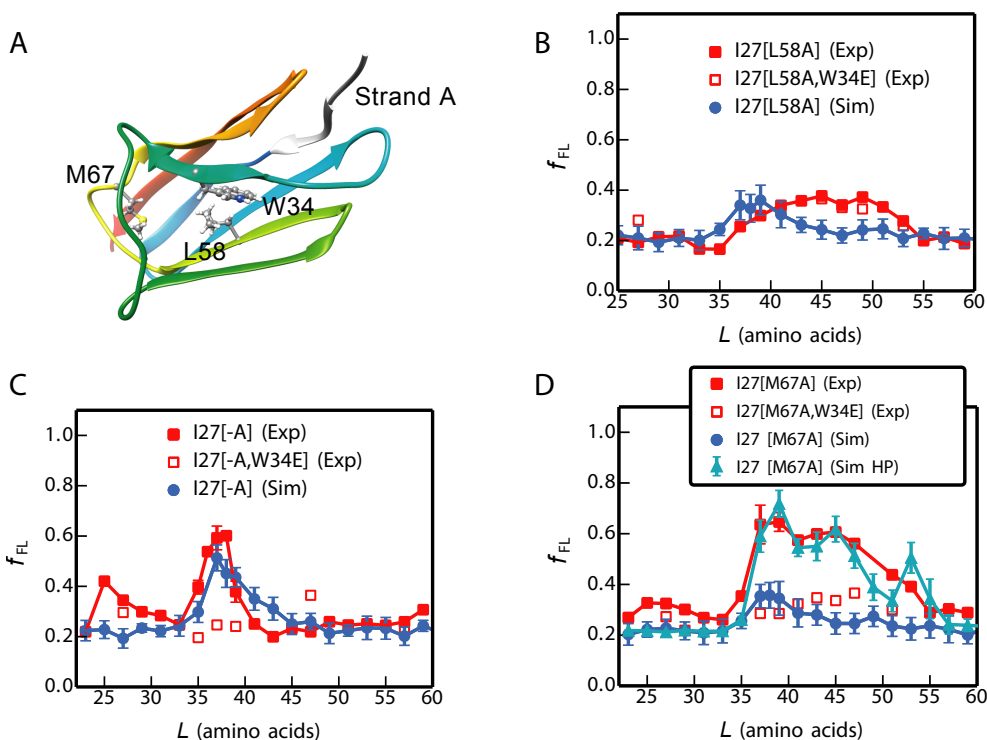 A
Strand A
M67
W34
L58
B
I27[L58A] (Exp)
I27[L58A,W34E] (Exp)
I27[L58A] (Sim)
1.0
0.8
0.6
0.4
0.2
0.0
f FL
25 30 35 40 45 50 55 60
L (amino acids)
C
I27[-A] (Exp)
I27[-A,W34E] (Exp)
I27[-A] (Sim)
1.0
0.8
0.6
0.4
0.2
0.0
f FL
25 30 35 40 45 50 55 60
L (amino acids)
D
I27[M67A] (Exp)
I27[M67A,W34E] (Exp)
I27 [M67A] (Sim)
I27 [M67A] (Sim HP)
1.0
0.8
0.6
0.4
0.2
0.0
f FL
25 30 35 40 45 50 55 60
L (amino acids)